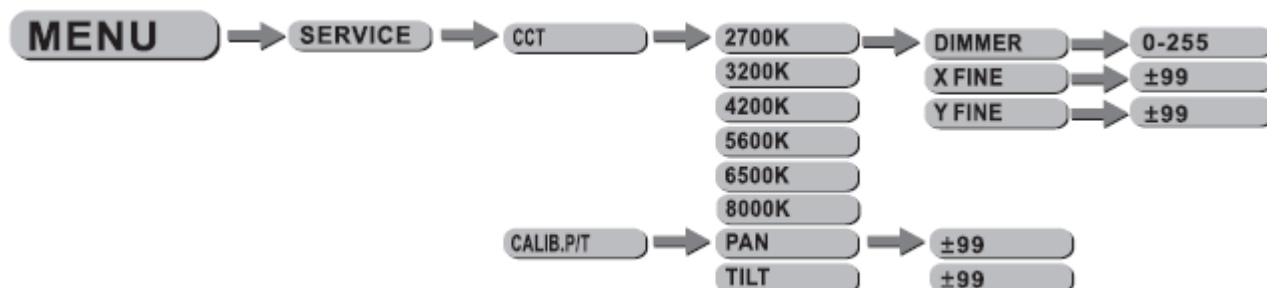 MENU SERVICE CCT 2700K DIMMER 0-255
3200K X FINE ±99
4200K Y FINE ±99
5600K
6500K
8000K
CALIB.P/T PAN ±99
TILT ±99